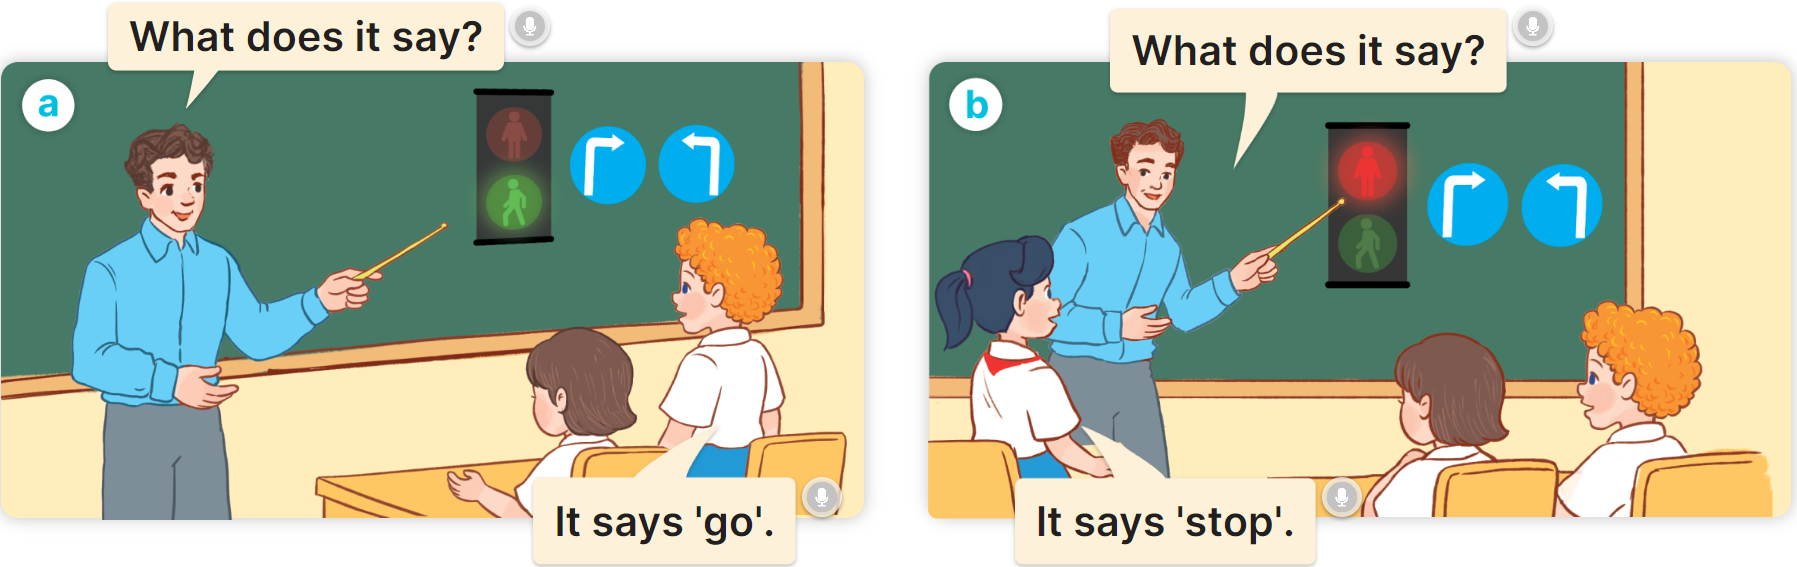 What does it say?
a
It says 'go'.
What does it say?
b
It says 'stop'.